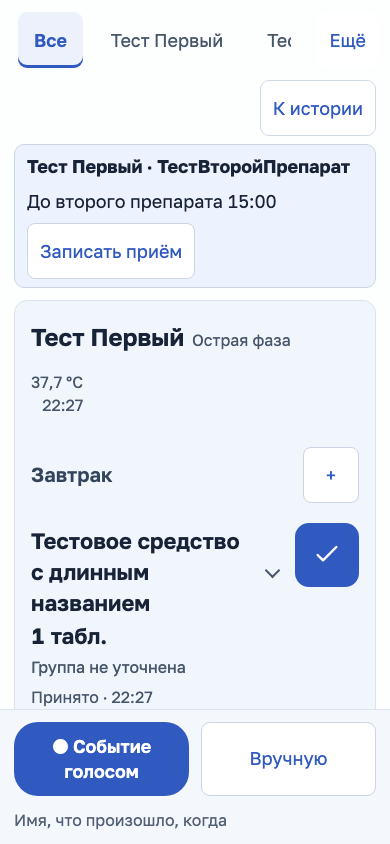 Все Тест Первый Ещё
К истории
Тест Первый · ТестВторойПрепарат
До второго препарата 15:00
Записать приём
Тест Первый Острая фаза
37,7 °C
22:27
Завтрак
+
Тестовое средство
с длинным
названием
1 табл.
Группа не уточнена
Принято · 22:27
Событие
голосом
Вручную
Имя, что произошло, когда